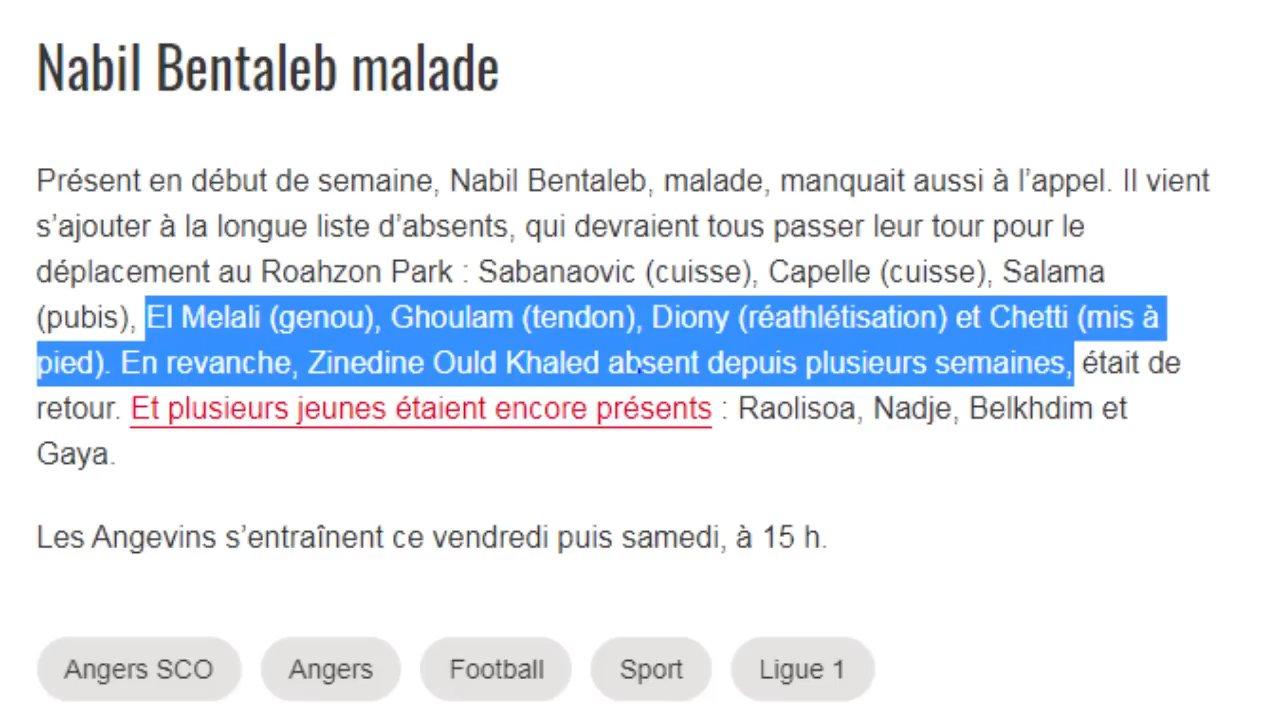 Nabil Bentaleb malade
Présent en début de semaine, Nabil Bentaleb, malade, manquait aussi à l’appel. Il vient
s’ajouter à la longue liste d’absents, qui devraient tous passer leur tour pour le
déplacement au Roahzon Park : Sabanaovic (cuisse), Capelle (cuisse), Salama
(pubis), El Melali (genou), Ghoulam (tendon), Diony (réathlétisation) et Chetti (mis à
pied). En revanche, Zinedine Ould Khaled absent depuis plusieurs semaines, était de
retour. Et plusieurs jeunes étaient encore présents : Raolisoa, Nadje, Belkhdim et
Gaya.
Les Angevins s’entraînent ce vendredi puis samedi, à 15 h.
Angers SCO Angers Football Sport Ligue 1